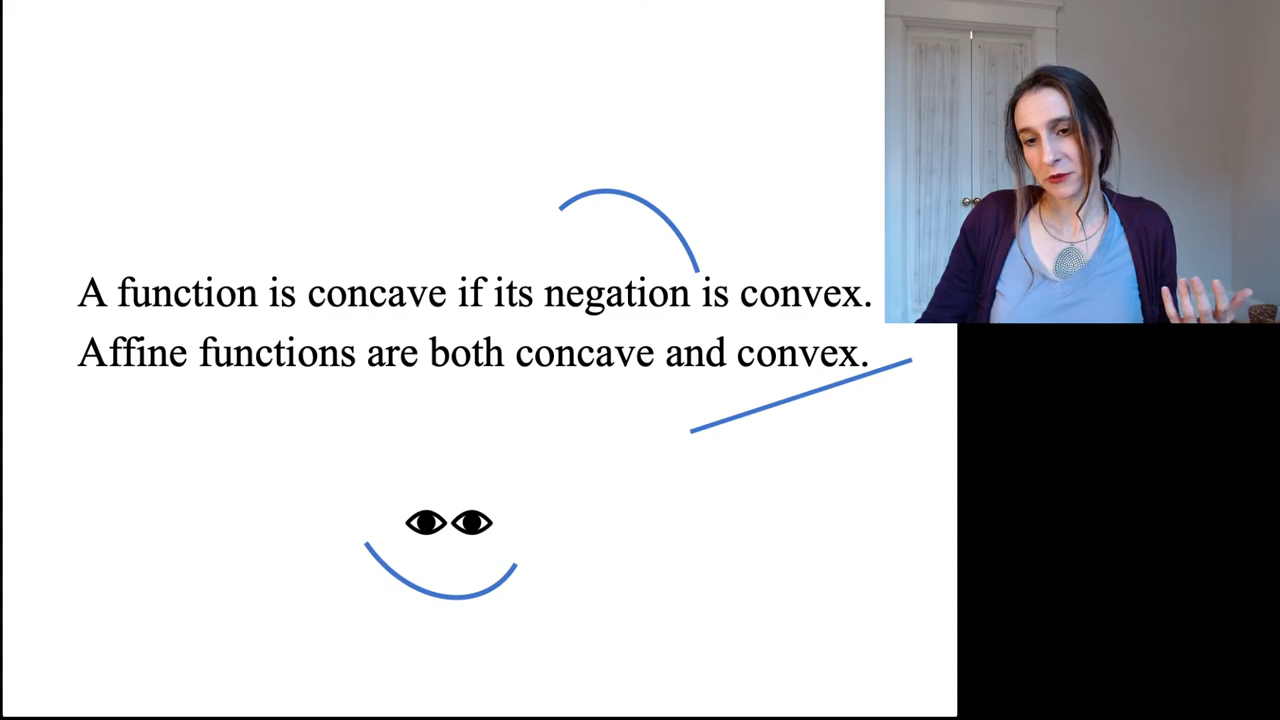 A function is concave if its negation is convex.
Affine functions are both concave and convex.